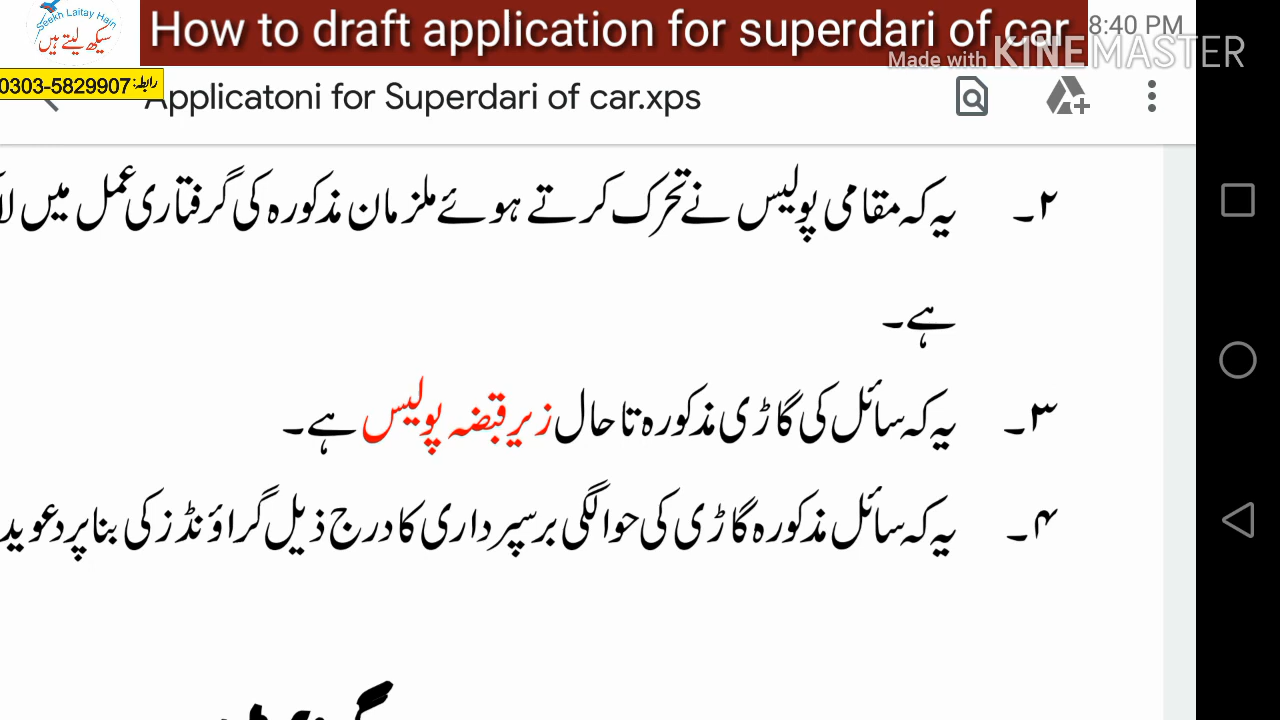 Seekh Laitay Hain
سیکھ لیتے ہیں
How to draft application for superdari of car
8:40 PM
Made with KINEMASTER
رابطہ: 0303-5829907
Applicatoni for Superdari of car.xps
۲۔ یہ کہ مقامی پولیس نے تحرک کرتے ہوئے ملزمان مذکورہ کی گرفتاری عمل میں
ہے۔
۳۔ یہ کہ سائل کی گاڑی مذکورہ تا حال زیر قبضہ پولیس ہے۔
۴۔ یہ کہ سائل مذکورہ گاڑی کی حوالگی بر سپرداری کا درج ذیل گراؤنڈز کی بنا پر